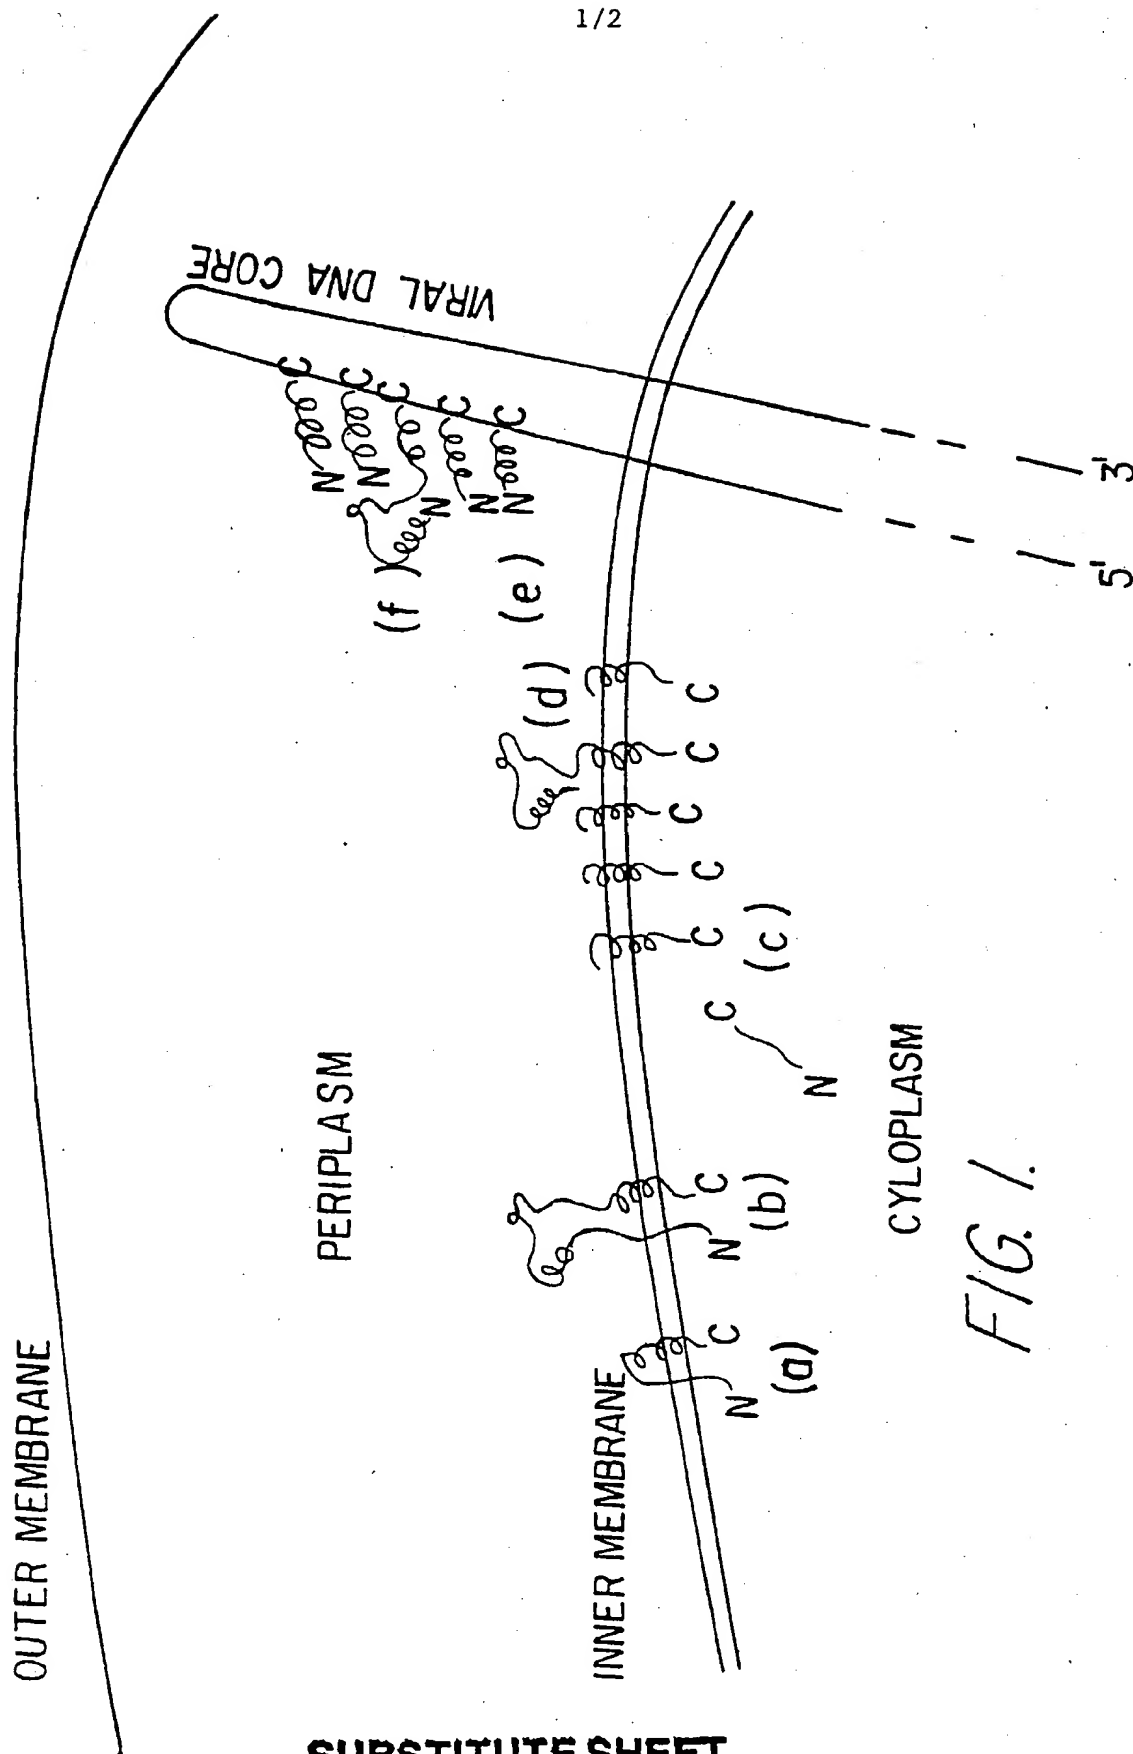 1/2
OUTER MEMBRANE
PERIPLASM
INNER MEMBRANE
CYLOPLASM
VIRAL DNA CORE
N C
(a)
N C
(b)
N C
C C C C C
(c)
(d)
(e)
(f)
N C
N C
N C
N C
N C
5'
3'
FIG. 1.
SUBSTITUTE SHEET